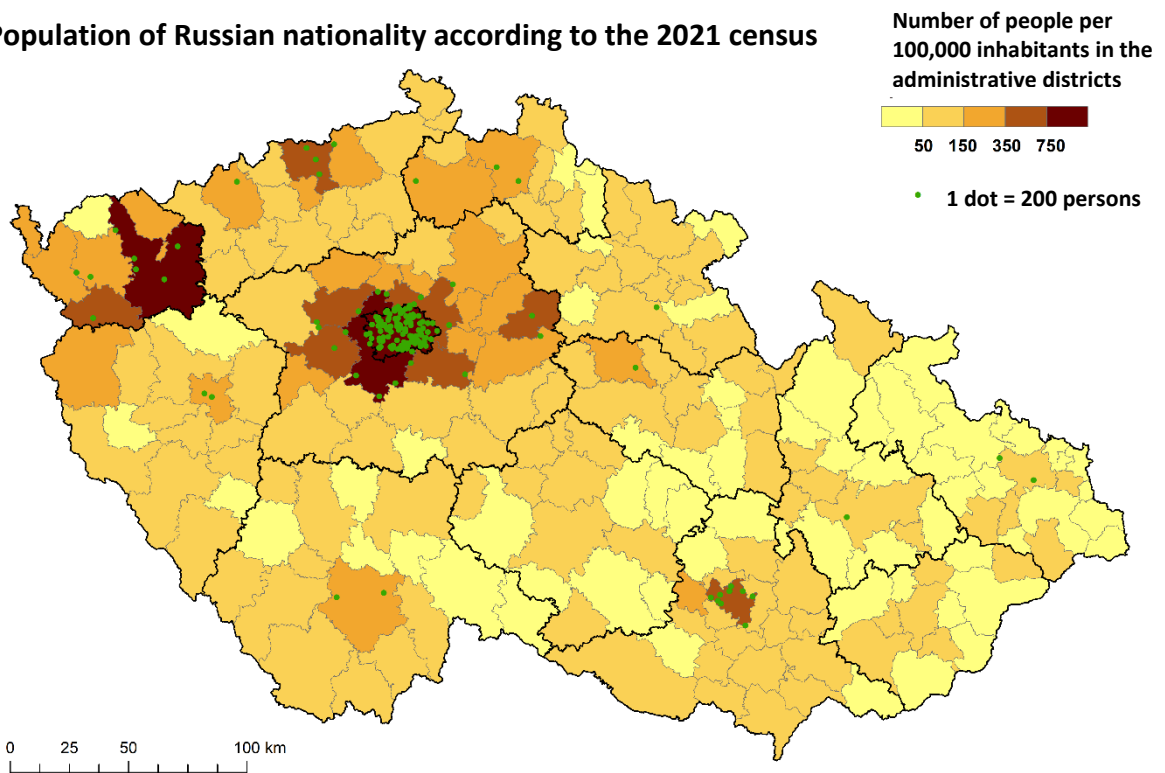 Population of Russian nationality according to the 2021 census
Number of people per
100,000 inhabitants in the
administrative districts
50 150 350 750
1 dot = 200 persons
0 25 50 100 km